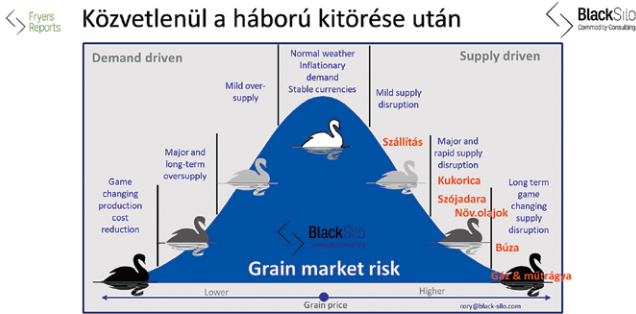 Fryers
Reports
Közvetlenül a háború kitörése után
BlackSilo
Commodity Consulting
Demand driven
Supply driven
Normal weather
Inflationary
demand
Stable currencies
Mild over-
supply
Mild supply
disruption
Szállítás
Major and
long-term
oversupply
Major and
rapid supply
disruption
Kukorica
Szójadara
Növ.olajok
Búza
Game
changing
production
cost
reduction
Long term
game
changing
supply
disruption
Gáz & műtrágya
BlackSilo
Commodity Consulting
Grain market risk
Lower
Higher
Grain price
rory@black-silo.com